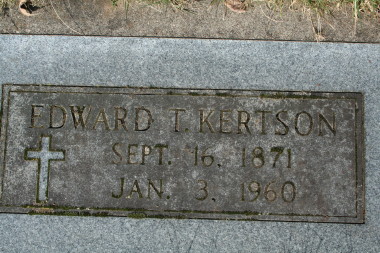 EDWARD T. KERTSON
SEPT. 16, 1871
JAN. 3, 1960